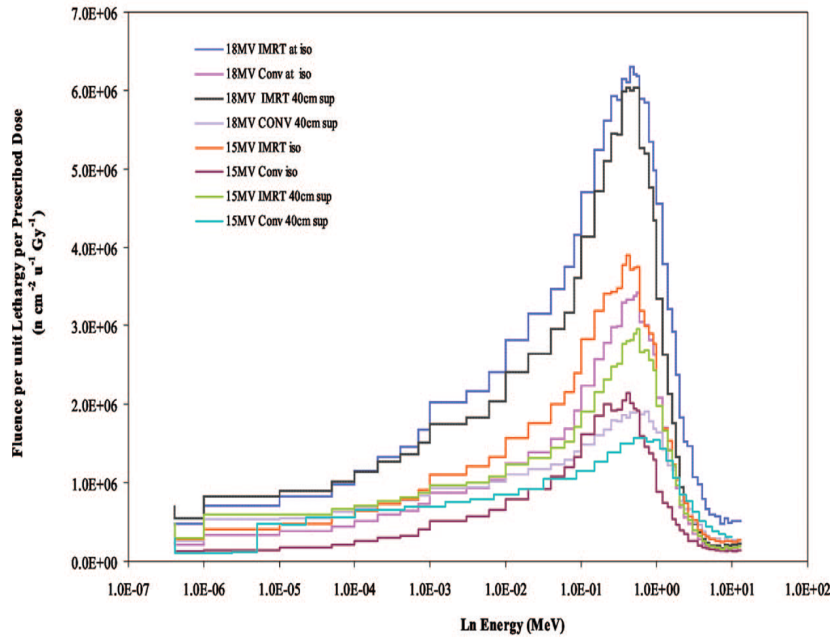 Fluence per unit Lethargy per Prescribed Dose
(n cm⁻² u⁻¹ Gy⁻¹)
7.0E+06
6.0E+06
5.0E+06
4.0E+06
3.0E+06
2.0E+06
1.0E+06
0.0E+00
18MV IMRT at iso
18MV Conv at iso
18MV IMRT 40cm sup
18MV CONV 40cm sup
15MV IMRT iso
15MV Conv iso
15MV IMRT 40cm sup
15MV Conv 40cm sup
1.0E-07 1.0E-06 1.0E-05 1.0E-04 1.0E-03 1.0E-02 1.0E-01 1.0E+00 1.0E+01 1.0E+02
Ln Energy (MeV)